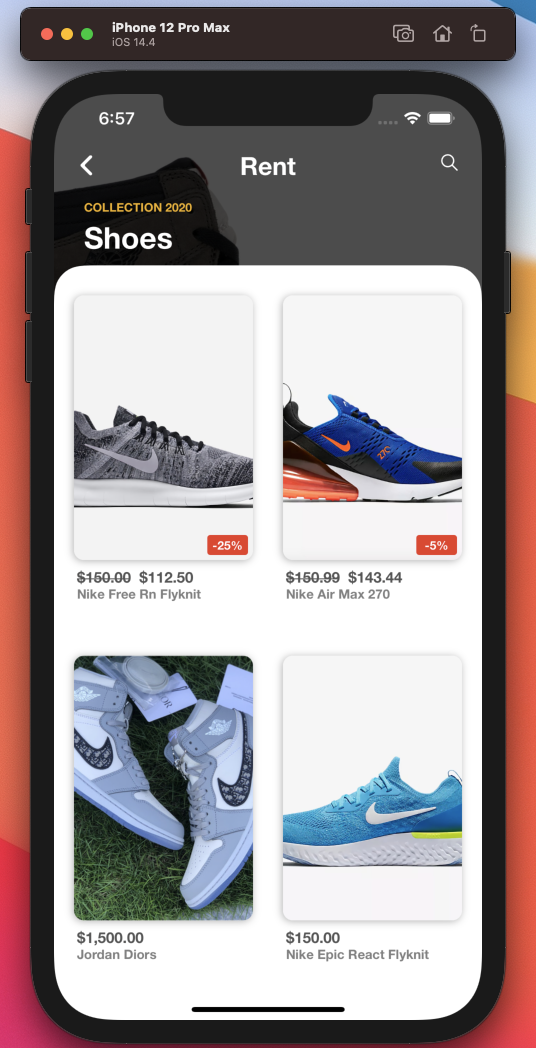 iPhone 12 Pro Max
iOS 14.4
6:57
Rent
COLLECTION 2020
Shoes
270
-25%
-5%
$150.00 $112.50
$150.99 $143.44
Nike Free Rn Flyknit
Nike Air Max 270
$1,500.00
$150.00
Jordan Diors
Nike Epic React Flyknit